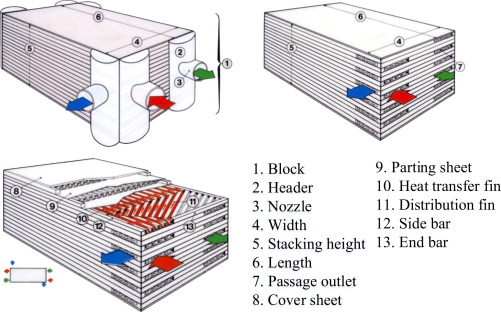 6
4
5
2
3
1
6
4
5
7
8
9
10
12
11
13
1. Block
2. Header
3. Nozzle
4. Width
5. Stacking height
6. Length
7. Passage outlet
8. Cover sheet
9. Parting sheet
10. Heat transfer fin
11. Distribution fin
12. Side bar
13. End bar